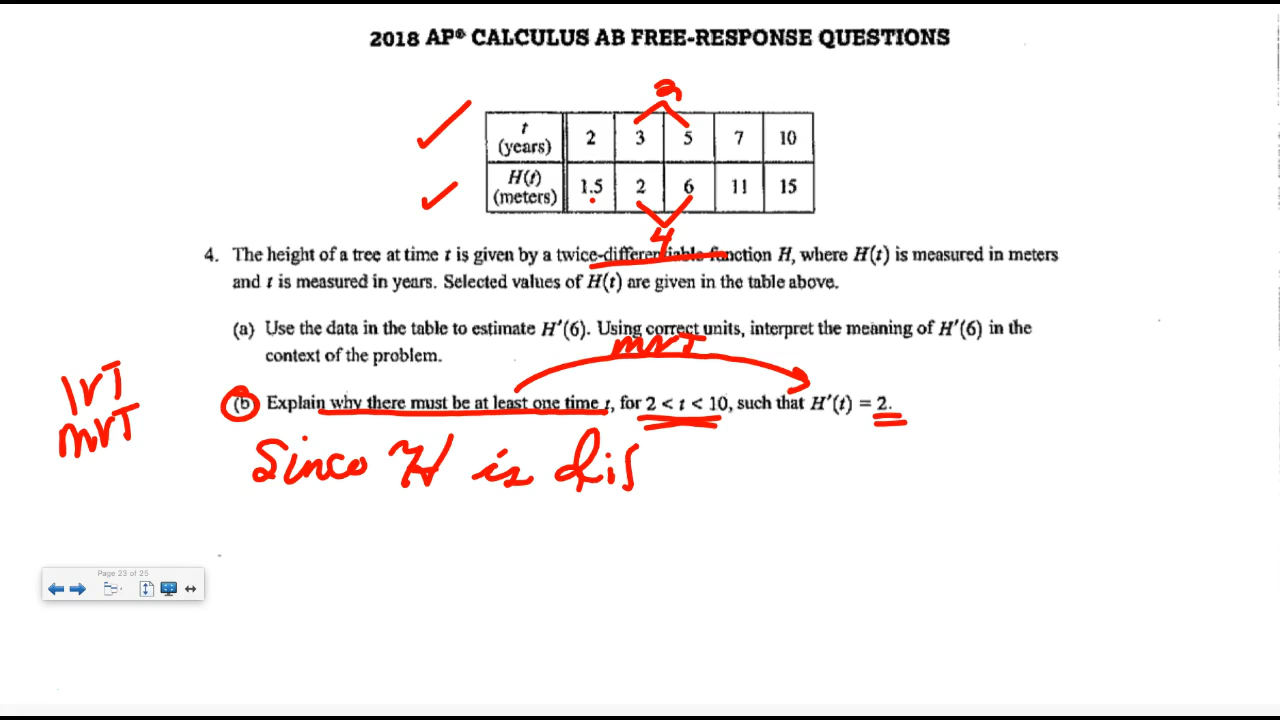 2018 AP® CALCULUS AB FREE-RESPONSE QUESTIONS
2
t (years) 2 3 5 7 10
H(t) (meters) 1.5 2 6 11 15
4
4. The height of a tree at time t is given by a twice-differentiable function H, where H(t) is measured in meters
and t is measured in years. Selected values of H(t) are given in the table above.
(a) Use the data in the table to estimate H′(6). Using correct units, interpret the meaning of H′(6) in the
context of the problem.
MVT
IVT
MVT
(b) Explain why there must be at least one time t, for 2 < t < 10, such that H′(t) = 2.
Since H is dif
Page 23 of 25